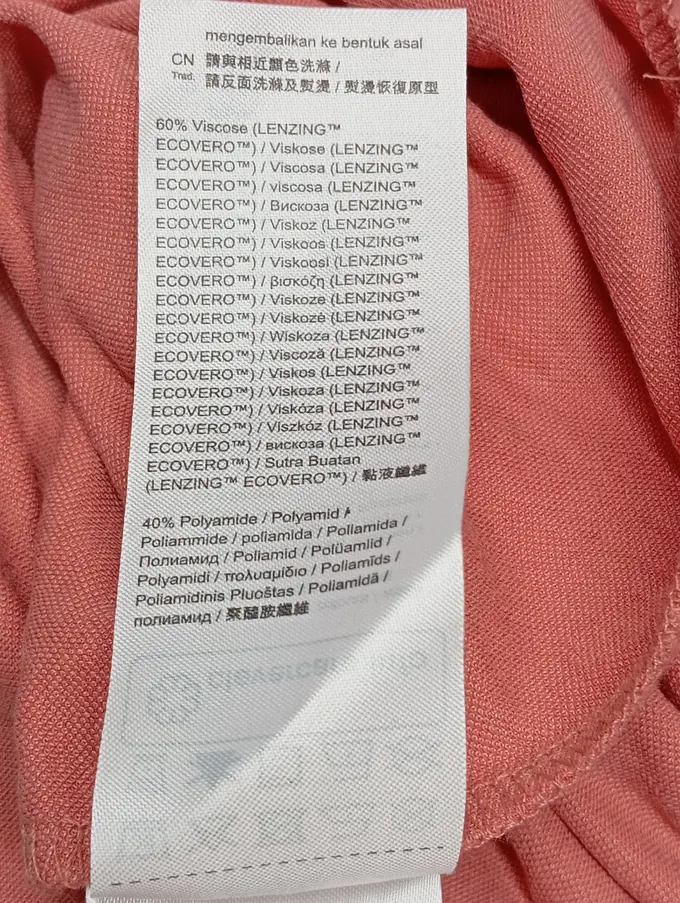 mengembalikan ke bentuk asal
CN 請與相近顏色洗滌 /
Trad. 請反面洗滌及熨燙 / 熨燙恢復原型
60% Viscose (LENZING™
ECOVERO™) / Viskose (LENZING™
ECOVERO™) / Viscosa (LENZING™
ECOVERO™) / viscosa (LENZING™
ECOVERO™) / Вискоза (LENZING™
ECOVERO™) / Viskoz (LENZING™
ECOVERO™) / Viskoos (LENZING™
ECOVERO™) / Viskoosi (LENZING™
ECOVERO™) / βισκόζη (LENZING™
ECOVERO™) / Viskoze (LENZING™
ECOVERO™) / Viskozė (LENZING™
ECOVERO™) / Wiskoza (LENZING™
ECOVERO™) / Viscoză (LENZING™
ECOVERO™) / Viskos (LENZING™
ECOVERO™) / Viskoza (LENZING™
ECOVERO™) / Viskóza (LENZING™
ECOVERO™) / Viszkóz (LENZING™
ECOVERO™) / вискоза (LENZING™
ECOVERO™) / Sutra Buatan
(LENZING™ ECOVERO™) / 黏液纖維
40% Polyamide / Polyamid /
Poliammide / poliamida / Poliamida /
Полиамид / Poliamid / Polüamiid /
Polyamidi / πολυαμίδιο / Poliamīds /
Poliamidinis Pluoštas / Poliamidă /
полиамид / 聚醯胺纖維